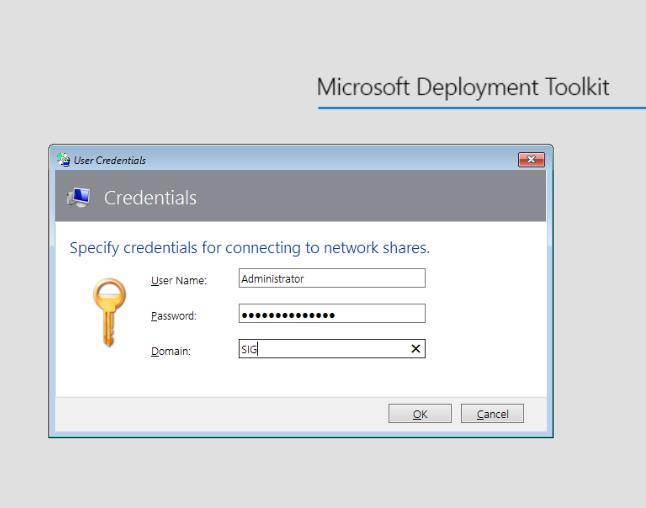 Microsoft Deployment Toolkit
User Credentials
Credentials
Specify credentials for connecting to network shares.
User Name: Administrator
Password: ●●●●●●●●●●●●●●
Domain: SIG
OK Cancel